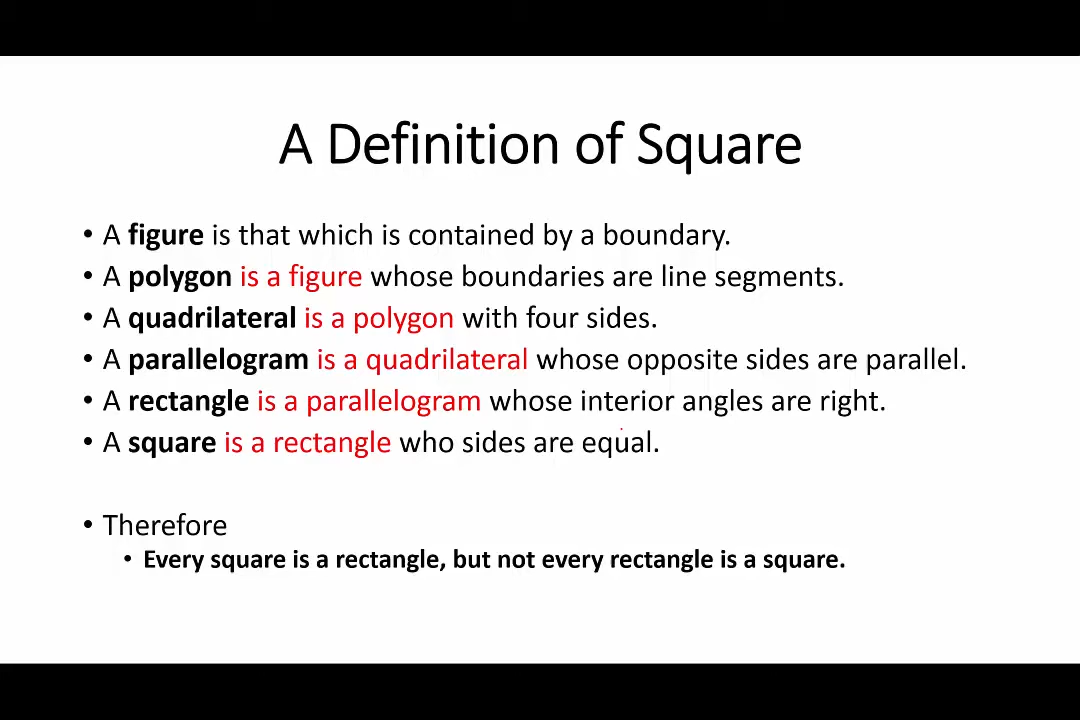 A Definition of Square
• A figure is that which is contained by a boundary.
• A polygon is a figure whose boundaries are line segments.
• A quadrilateral is a polygon with four sides.
• A parallelogram is a quadrilateral whose opposite sides are parallel.
• A rectangle is a parallelogram whose interior angles are right.
• A square is a rectangle who sides are equal.
• Therefore
• Every square is a rectangle, but not every rectangle is a square.